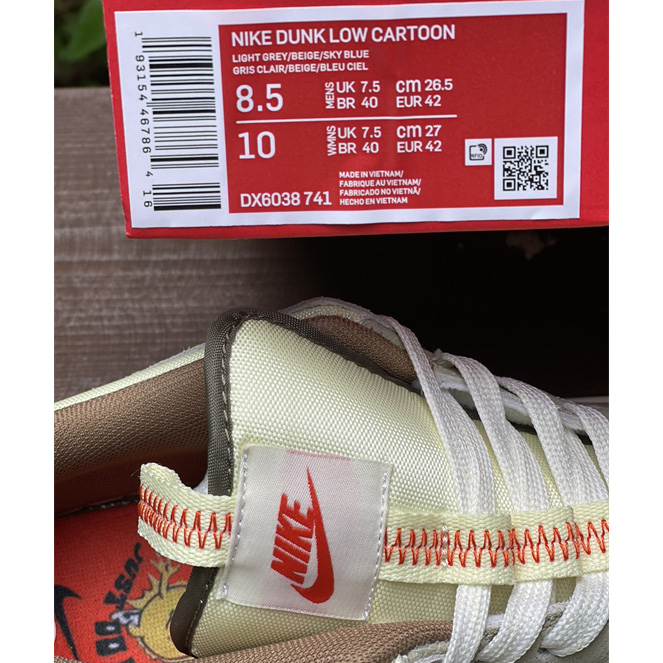 NIKE DUNK LOW CARTOON
LIGHT GREY/BEIGE/SKY BLUE
GRIS CLAIR/BEIGE/BLEU CIEL
8.5 MENS UK 7.5 cm 26.5
BR 40 EUR 42
10 WMNS UK 7.5 cm 27
BR 40 EUR 42
MADE IN VIETNAM/
FABRIQUE AU VIETNAM/
FABRICADO NO VIETNÃ/
HECHO EN VIETNAM
DX6038 741
1 93154 46786 4 16
NIKE